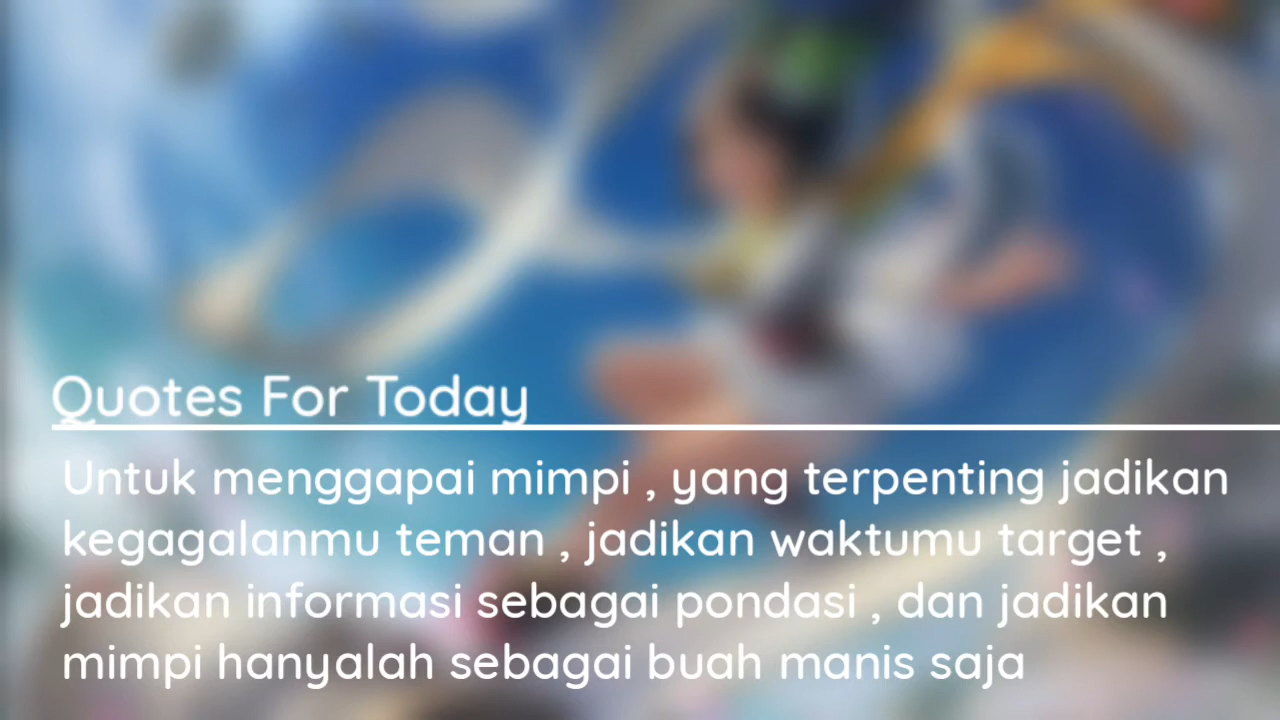 Quotes For Today
Untuk menggapai mimpi , yang terpenting jadikan
kegagalanmu teman , jadikan waktumu target ,
jadikan informasi sebagai pondasi , dan jadikan
mimpi hanyalah sebagai buah manis saja